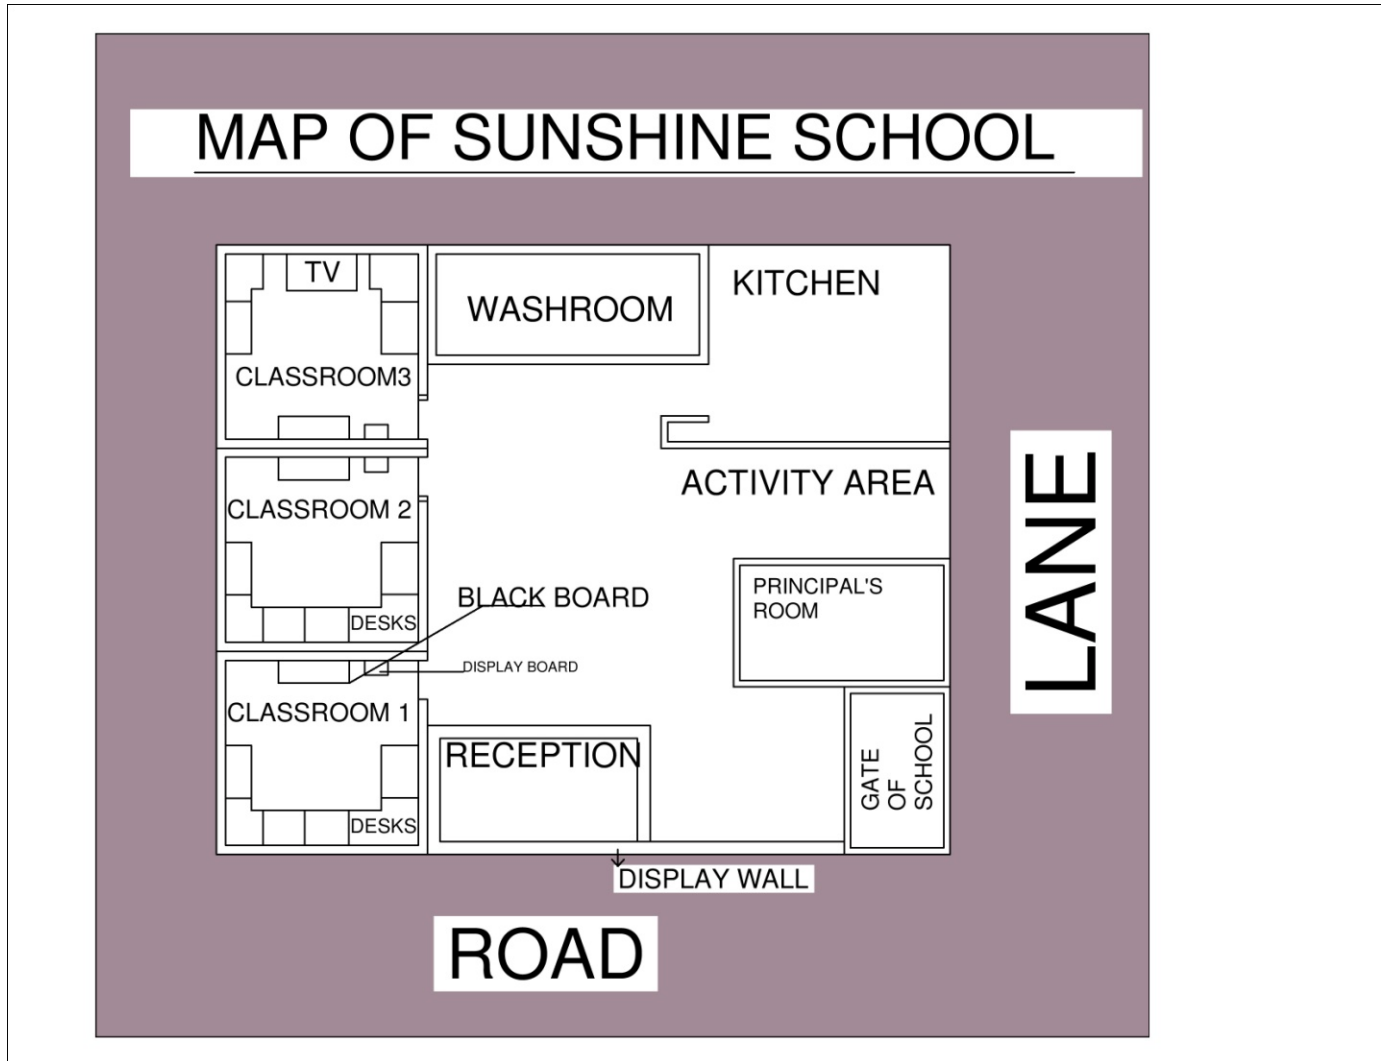 MAP OF SUNSHINE SCHOOL
TV
WASHROOM
KITCHEN
CLASSROOM3
CLASSROOM 2
ACTIVITY AREA
DESKS
BLACK BOARD
PRINCIPAL'S
ROOM
DISPLAY BOARD
CLASSROOM 1
DESKS
RECEPTION
GATE
OF
SCHOOL
DISPLAY WALL
ROAD
LANE